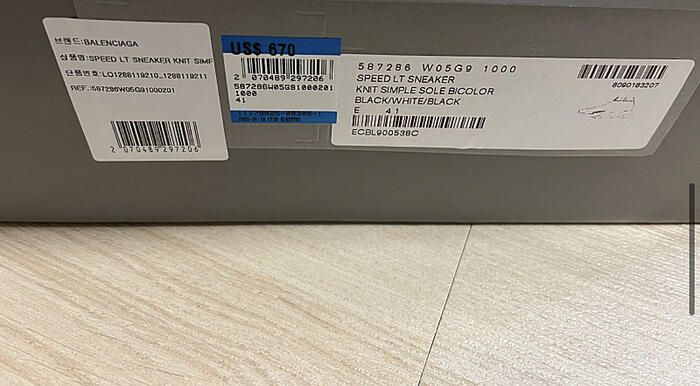 브랜드:BALENCIAGA
상품명:SPEED LT SNEAKER KNIT SIMF
단품번호:LO1288119210_1288119211
REF.:587286W05G91000201
2 070489 297206
US$ 670
2 070489 297206
587286W05G91000201
1000
41
587286 W05G9 1000
SPEED LT SNEAKER
KNIT SIMPLE SOLE BICOLOR
BLACK/WHITE/BLACK
E 41
ECBL900538C
6090163207